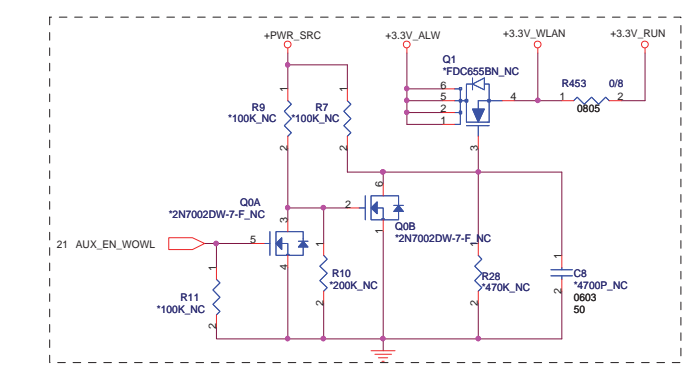 +PWR_SRC
+3.3V_ALW
+3.3V_WLAN
+3.3V_RUN
Q1
*FDC655BN_NC
6
5
2
1
4
3
R453
0/8
1
2
0805
1
R9
*100K_NC
2
1
R7
*100K_NC
2
Q0A
*2N7002DW-7-F_NC
3
5
4
2
6
1
Q0B
*2N7002DW-7-F_NC
21 AUX_EN_WOWL
1
R11
*100K_NC
2
1
R10
*200K_NC
2
1
R28
*470K_NC
2
1
C8
*4700P_NC
0603
50
2